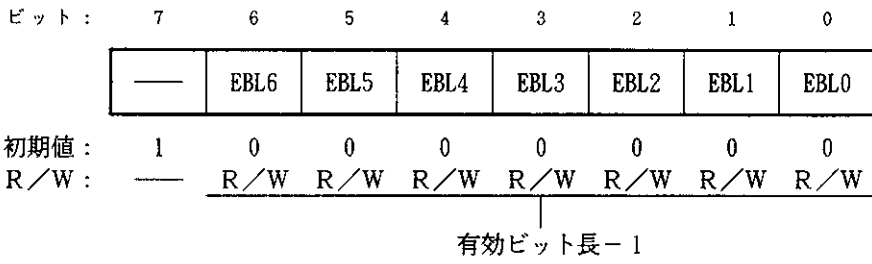 ビット： 7 6 5 4 3 2 1 0
—— EBL6 EBL5 EBL4 EBL3 EBL2 EBL1 EBL0
初期値： 1 0 0 0 0 0 0 0
R／W： —— R／W R／W R／W R／W R／W R／W R／W
有効ビット長－1